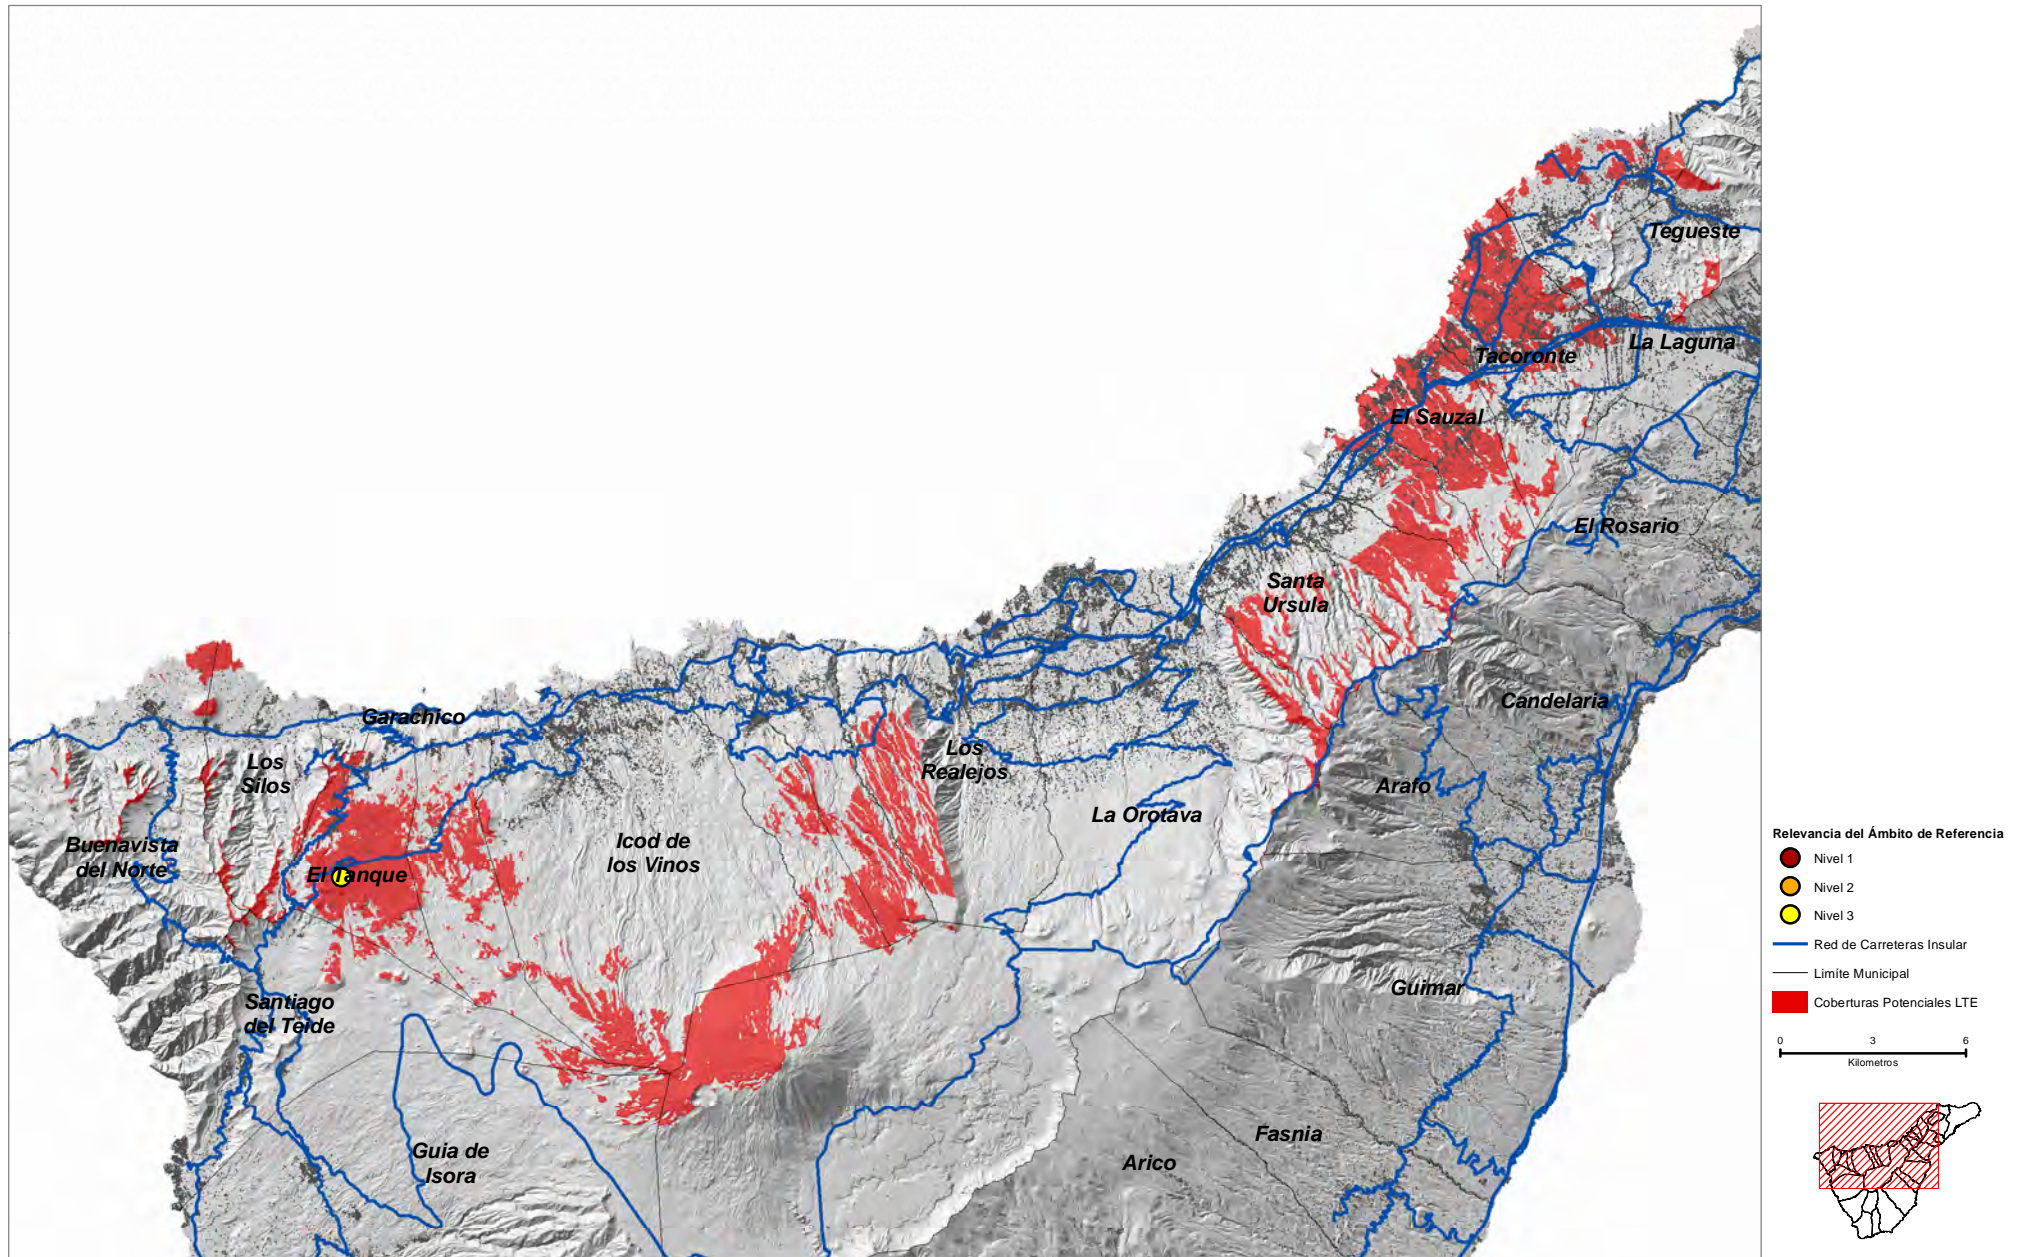 Tegueste
La Laguna
Tacoronte
El Sauzal
El Rosario
Santa
Ursula
Candelaria
Garachico
Los
Silos
Los
Realejos
Arafo
La Orotava
Buenavista
del Norte
El Tanque
Icod de
los Vinos
Santiago
del Teide
Guimar
Guia de
Isora
Arico
Fasnia
Relevancia del Ámbito de Referencia
Nivel 1
Nivel 2
Nivel 3
Red de Carreteras Insular
Limíte Municipal
Coberturas Potenciales LTE
0 3 6
Kilometros